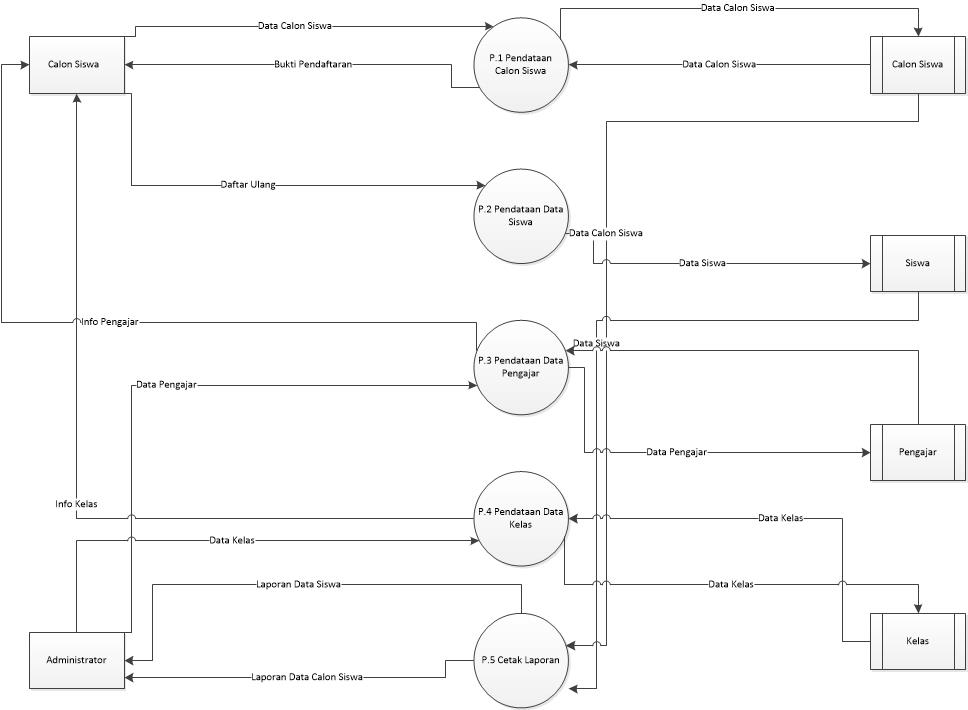 Data Calon Siswa
Data Calon Siswa
Calon Siswa
Bukti Pendaftaran
P.1 Pendataan
Calon Siswa
Data Calon Siswa
Calon Siswa
Daftar Ulang
P.2 Pendataan Data
Siswa
Data Calon Siswa
Data Siswa
Siswa
Info Pengajar
Data Siswa
P.3 Pendataan Data
Pengajar
Data Pengajar
Data Pengajar
Pengajar
Info Kelas
P.4 Pendataan Data
Kelas
Data Kelas
Data Kelas
Laporan Data Siswa
Data Kelas
Administrator
P.5 Cetak Laporan
Kelas
Laporan Data Calon Siswa